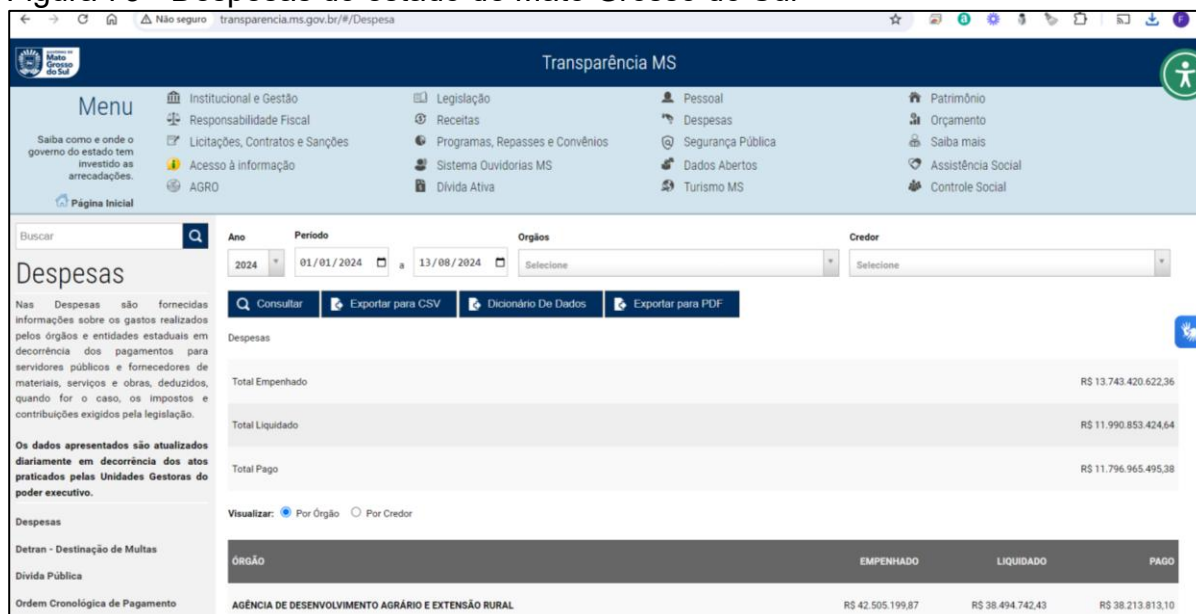 Não seguro transparencia.ms.gov.br/#/Despesa
GOVERNO DE
Mato
Grosso
do Sul
Transparência MS
Menu
Saiba como e onde o
governo do estado tem
investido as
arrecadações.
Página Inicial
Institucional e Gestão
Legislação
Pessoal
Patrimônio
Responsabilidade Fiscal
Receitas
Despesas
Orçamento
Licitações, Contratos e Sanções
Programas, Repasses e Convênios
Segurança Pública
Saiba mais
Acesso à informação
Sistema Ouvidorias MS
Dados Abertos
Assistência Social
AGRO
Dívida Ativa
Turismo MS
Controle Social
Buscar
Despesas
Nas Despesas são fornecidas
informações sobre os gastos realizados
pelos órgãos e entidades estaduais em
decorrência dos pagamentos para
servidores públicos e fornecedores de
materiais, serviços e obras, deduzidos,
quando for o caso, os impostos e
contribuições exigidos pela legislação.
Os dados apresentados são atualizados
diariamente em decorrência dos atos
praticados pelas Unidades Gestoras do
poder executivo.
Despesas
Detran - Destinação de Multas
Dívida Pública
Ordem Cronológica de Pagamento
Ano Período Orgãos Credor
2024 01/01/2024 a 13/08/2024 Selecione Selecione
Consultar Exportar para CSV Dicionário De Dados Exportar para PDF
Despesas
Total Empenhado R$ 13.743.420.622,36
Total Liquidado R$ 11.990.853.424,64
Total Pago R$ 11.796.965.495,38
Visualizar: Por Órgão Por Credor
ÓRGÃO EMPENHADO LIQUIDADO PAGO
AGÊNCIA DE DESENVOLVIMENTO AGRÁRIO E EXTENSÃO RURAL R$ 42.505.199,87 R$ 38.494.742,43 R$ 38.213.813,10